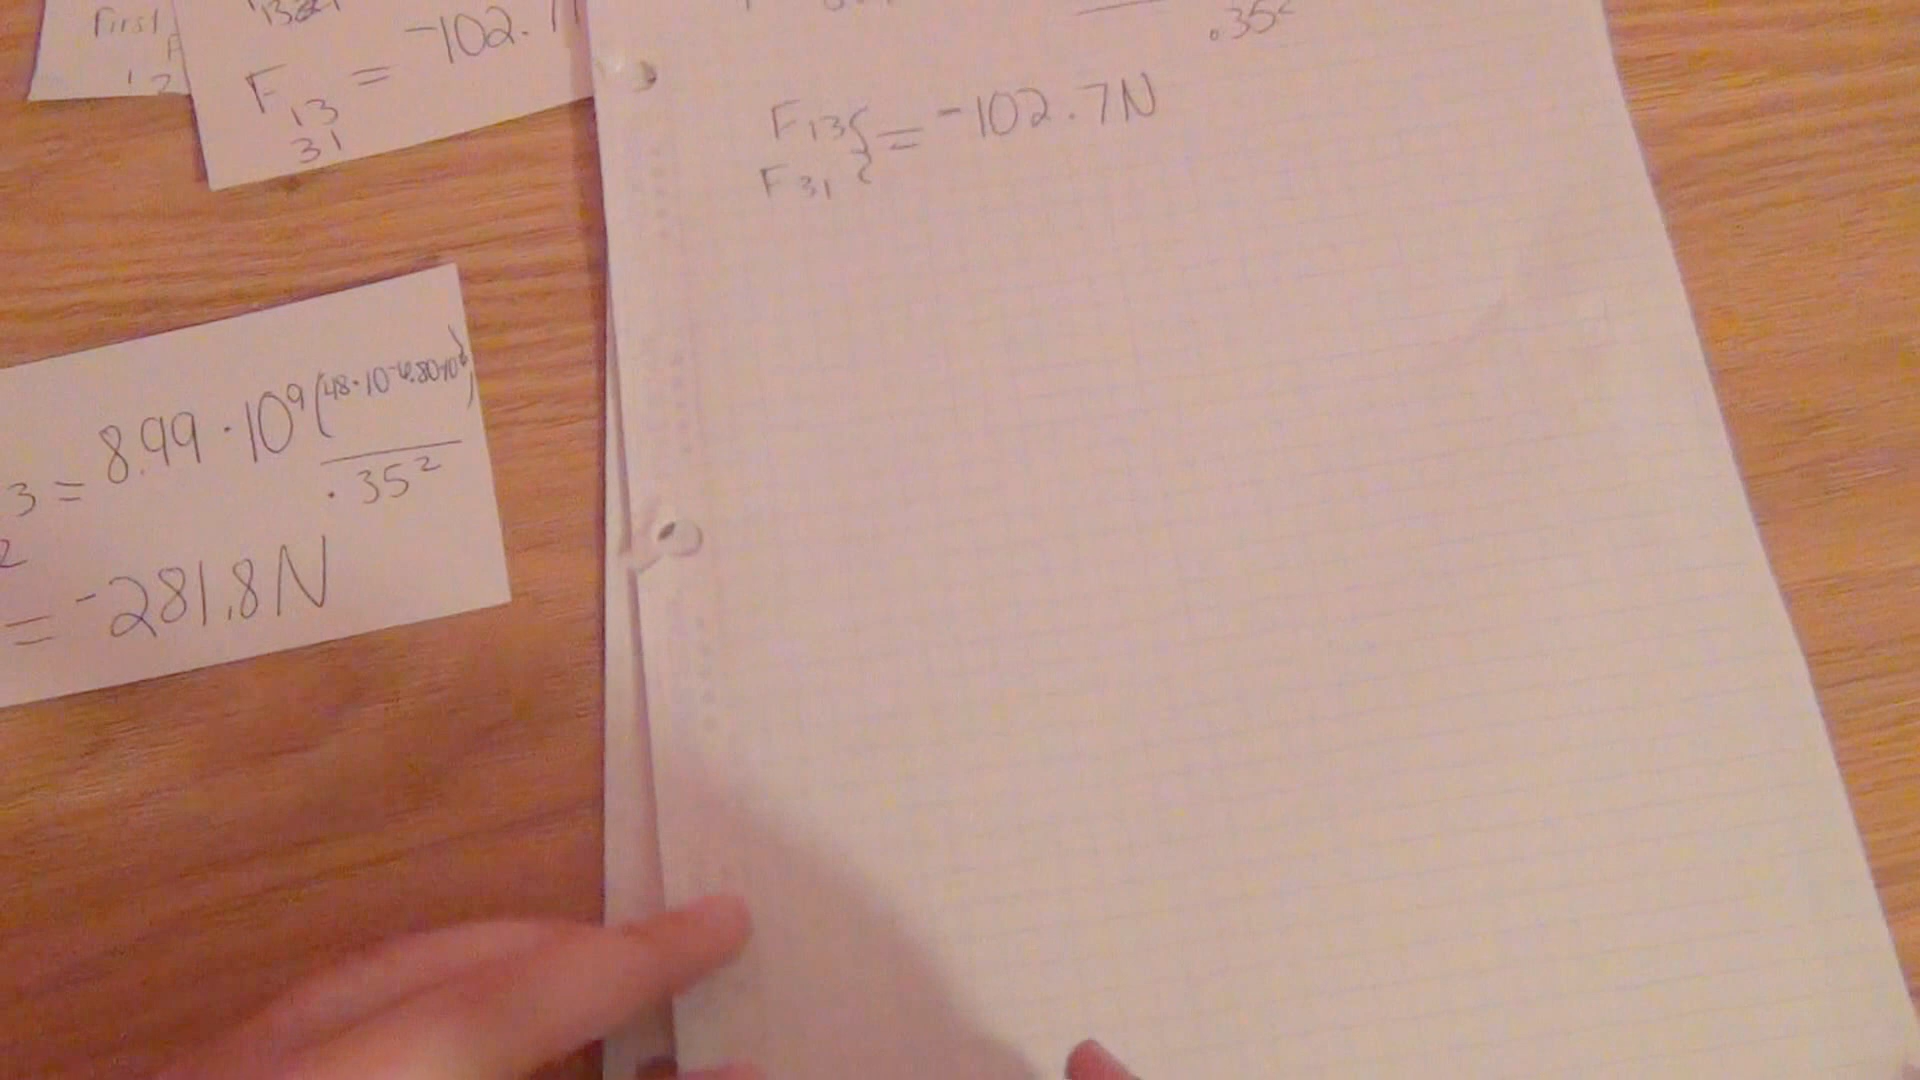 First
F13 = -102.7
31
.35²
F13 } = -102.7N
F31
3 = 8.99 · 10⁹ (48·10⁻⁶·80·10
.35²
2
= -281.8N